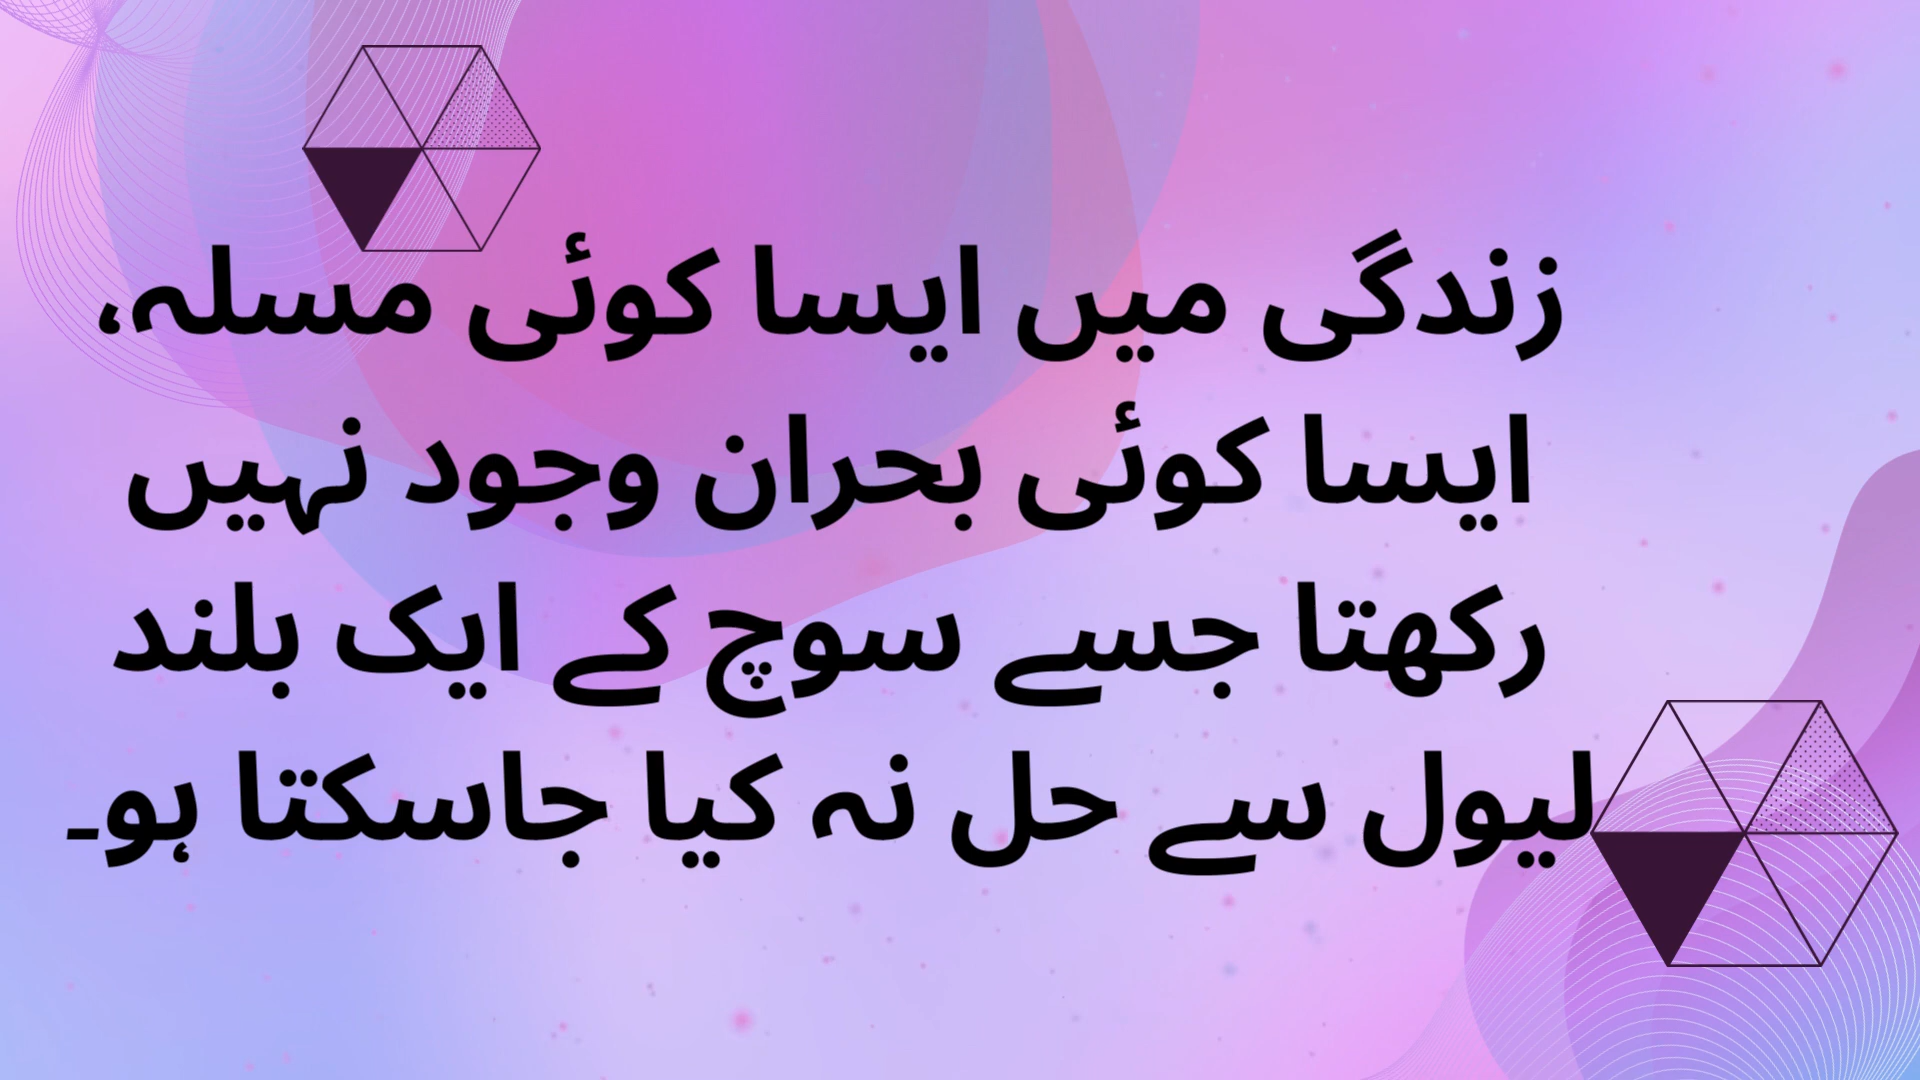 زندگی میں ایسا کوئی مسلہ،
ایسا کوئی بحران وجود نہیں
رکھتا جسے سوچ کے ایک بلند
لیول سے حل نہ کیا جاسکتا ہو۔